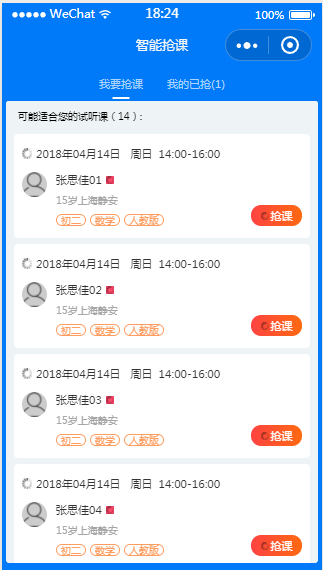 WeChat 18:24 100%
智能抢课
我要抢课 我的已抢(1)
可能适合您的试听课（14）:
2018年04月14日 周日 14:00-16:00
张思佳01
15岁上海静安
初二 数学 人教版
抢课
2018年04月14日 周日 14:00-16:00
张思佳02
15岁上海静安
初二 数学 人教版
抢课
2018年04月14日 周日 14:00-16:00
张思佳03
15岁上海静安
初二 数学 人教版
抢课
2018年04月14日 周日 14:00-16:00
张思佳04
15岁上海静安
初二 数学 人教版
抢课